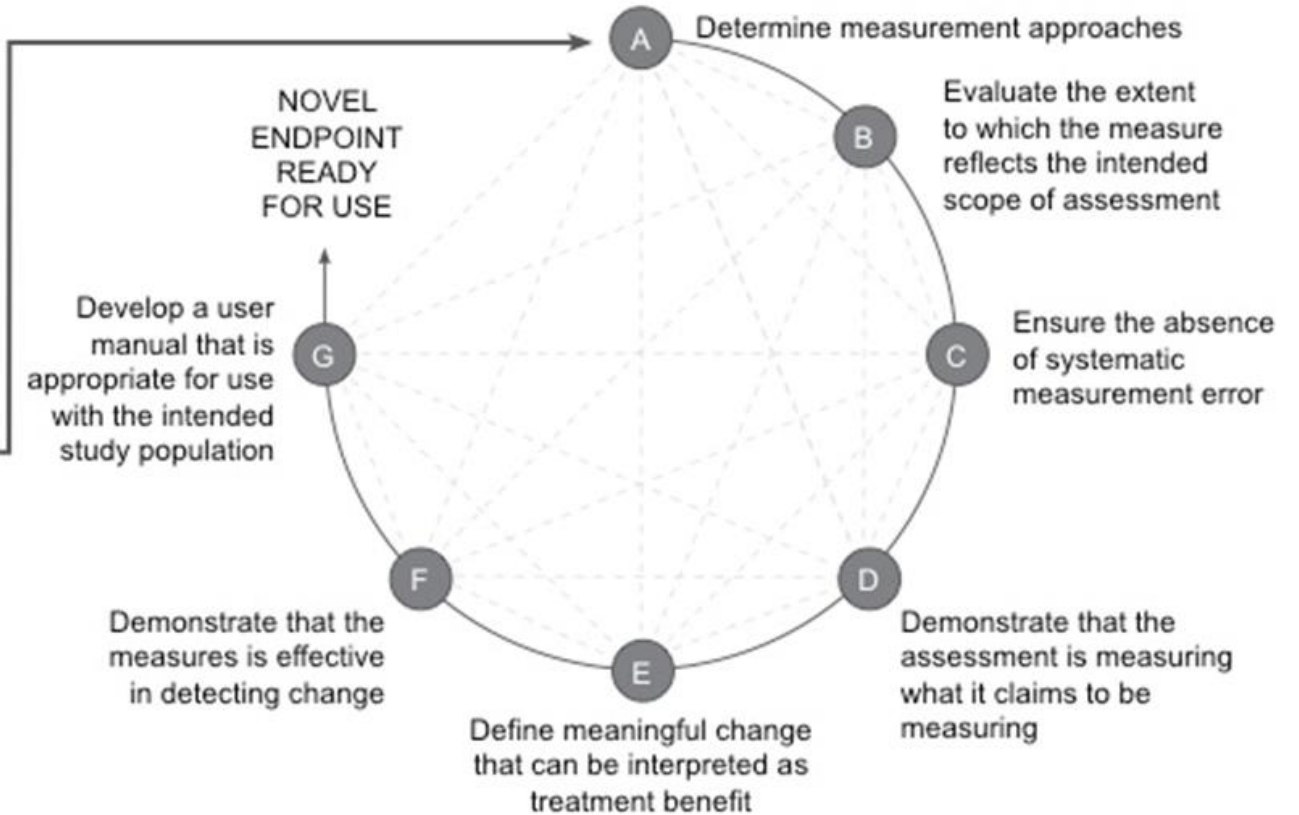 A
Determine measurement approaches
B
Evaluate the extent
to which the measure
reflects the intended
scope of assessment
C
Ensure the absence
of systematic
measurement error
D
Demonstrate that the
assessment is measuring
what it claims to be
measuring
E
Define meaningful change
that can be interpreted as
treatment benefit
F
Demonstrate that the
measures is effective
in detecting change
G
Develop a user
manual that is
appropriate for use
with the intended
study population
NOVEL
ENDPOINT
READY
FOR USE